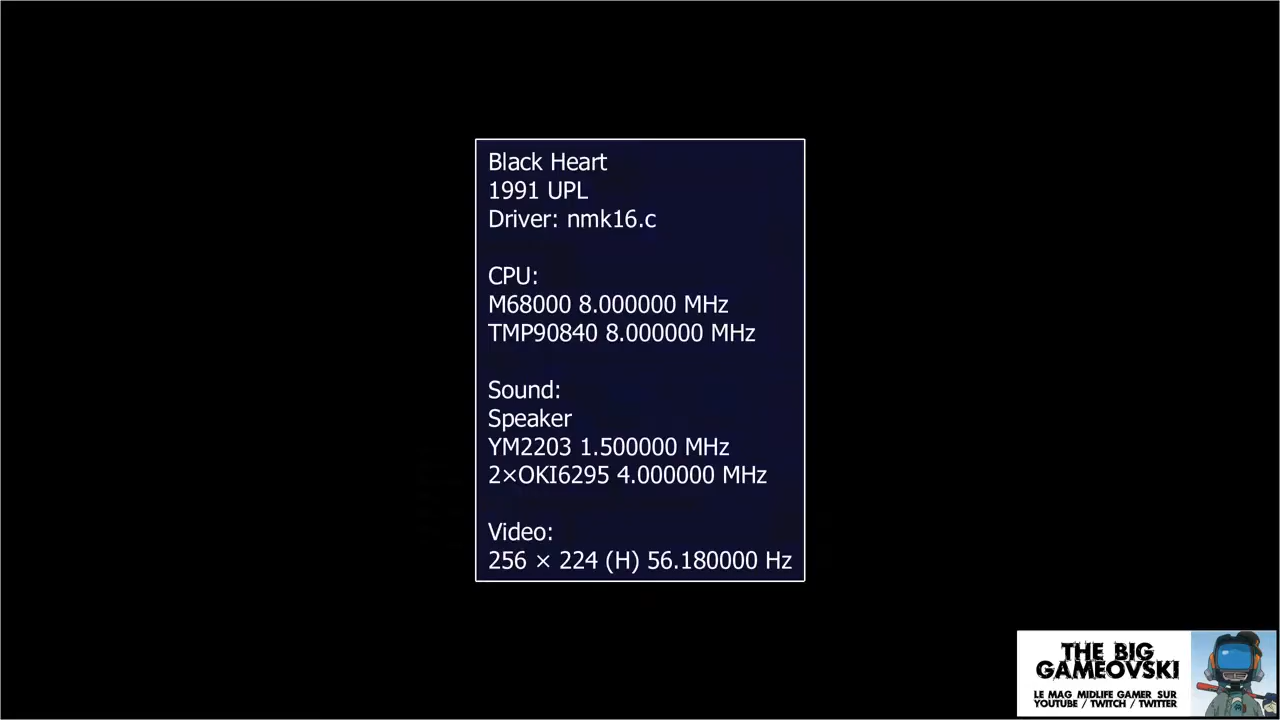 Black Heart
1991 UPL
Driver: nmk16.c
CPU:
M68000 8.000000 MHz
TMP90840 8.000000 MHz
Sound:
Speaker
YM2203 1.500000 MHz
2×OKI6295 4.000000 MHz
Video:
256 × 224 (H) 56.180000 Hz
THE BIG
GAMEOVSKI
LE MAG MIDLIFE GAMER SUR
YOUTUBE / TWITCH / TWITTER